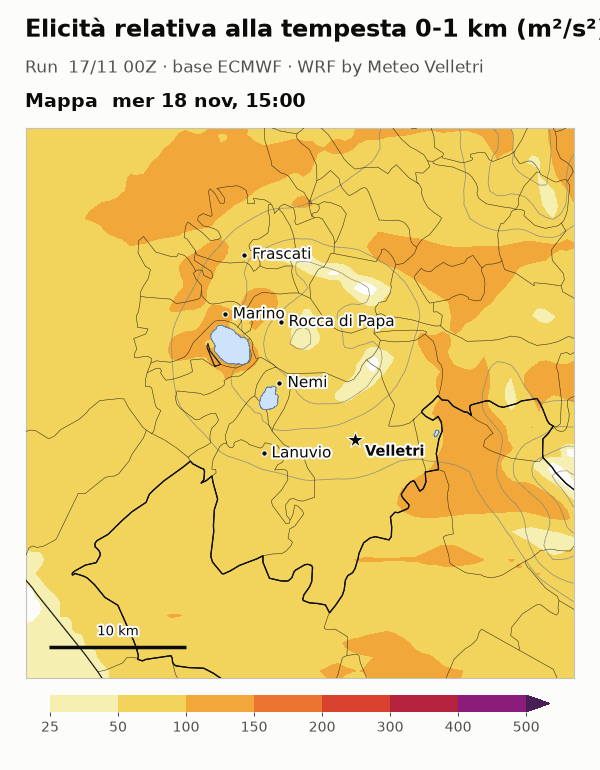 Elicità relativa alla tempesta 0-1 km (m²/s²)
Run  17/11 00Z · base ECMWF · WRF by Meteo Velletri
Mappa  mer 18 nov, 15:00
Frascati
Marino
Rocca di Papa
Nemi
Velletri
Lanuvio
10 km
25 50 100 150 200 300 400 500